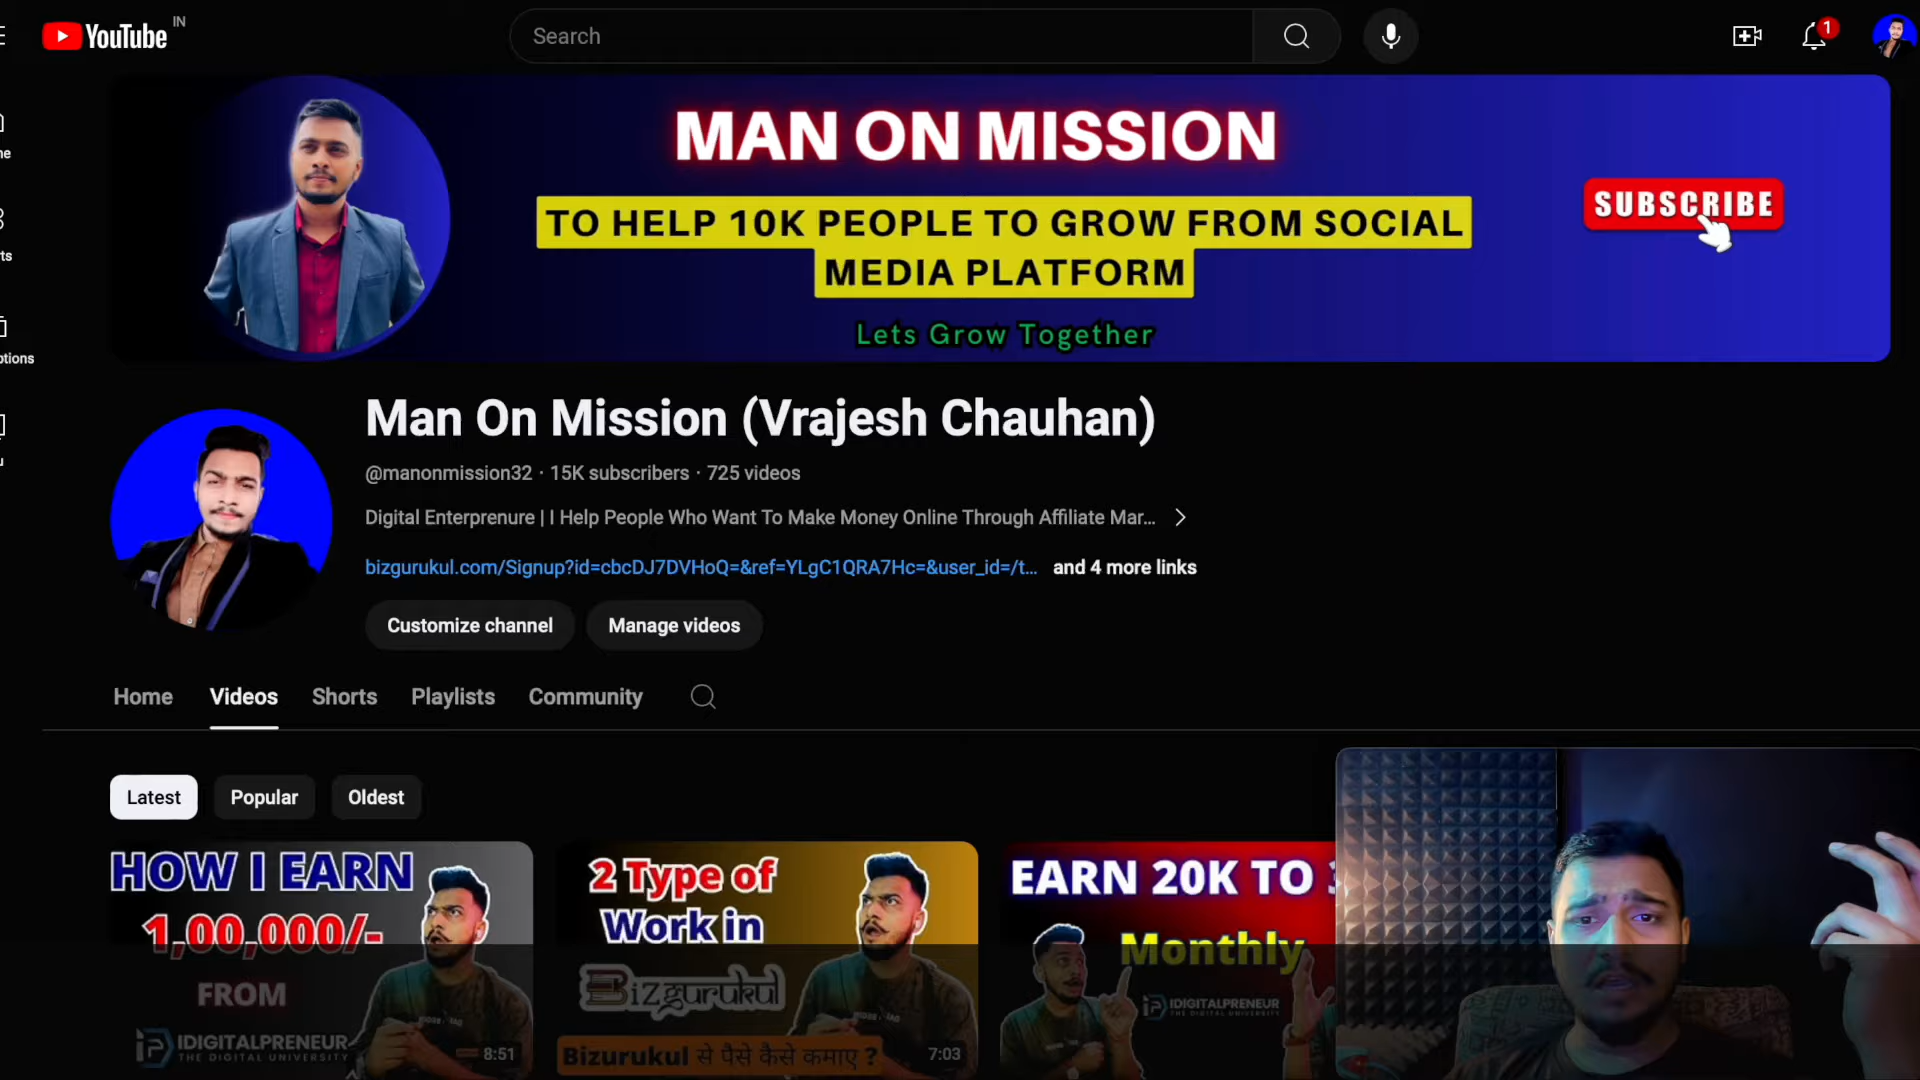 YouTube IN
Search
1
MAN ON MISSION
TO HELP 10K PEOPLE TO GROW FROM SOCIAL
MEDIA PLATFORM
Lets Grow Together
SUBSCRIBE
Man On Mission (Vrajesh Chauhan)
@manonmission32 · 15K subscribers · 725 videos
Digital Enterprenure | I Help People Who Want To Make Money Online Through Affiliate Mar...
bizgurukul.com/Signup?id=cbcDJ7DVHoQ=&ref=YLgC1QRA7Hc=&user_id=/t... and 4 more links
Customize channel
Manage videos
Home Videos Shorts Playlists Community
Latest Popular Oldest
HOW I EARN
1,00,000/-
FROM
IDIGITALPRENEUR
THE DIGITAL UNIVERSITY
8:51
2 Type of
Work in
Bizgurukul
Bizurukul से पैसे कैसे कमाए ?
7:03
EARN 20K TO
Monthly
IDIGITALPRENEUR
THE DIGITAL UNIVERSITY